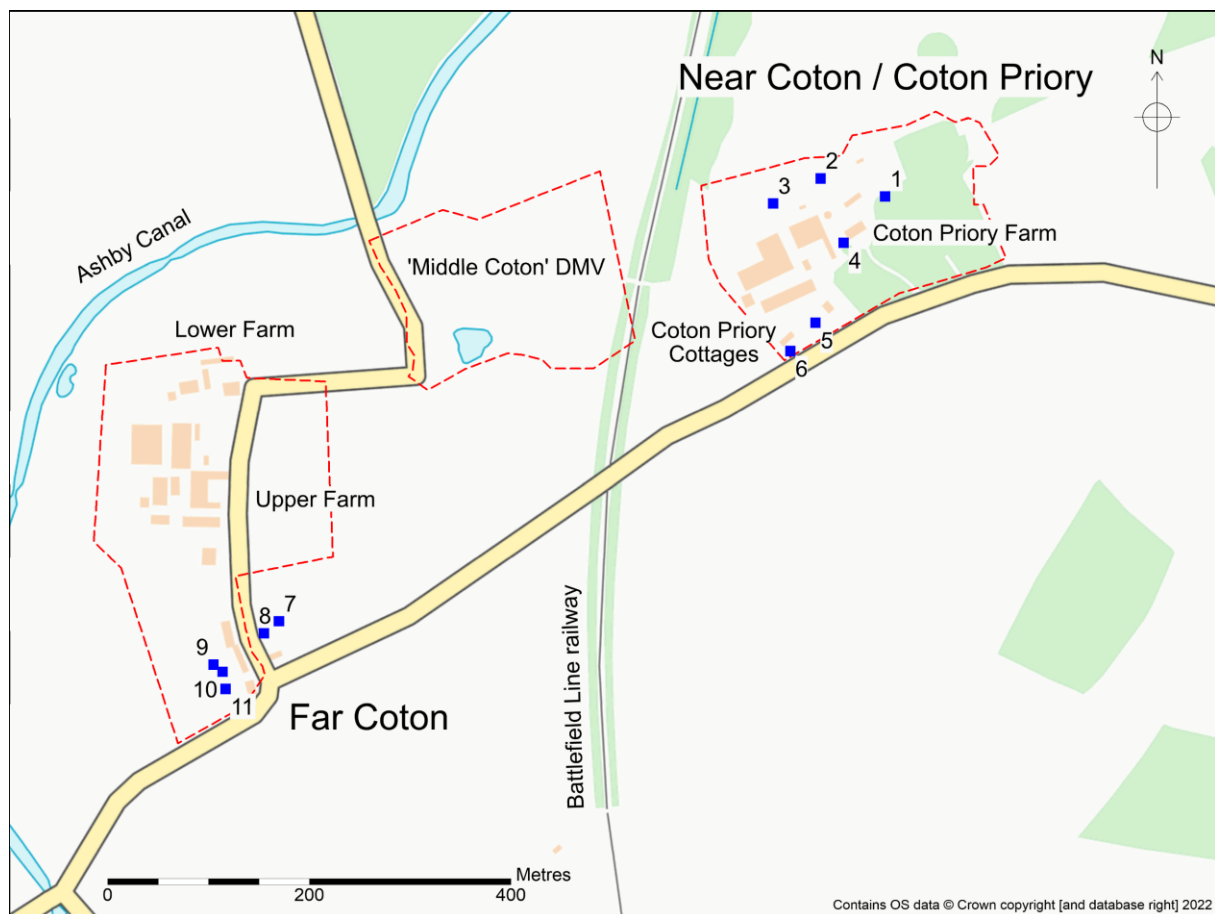 Near Coton / Coton Priory
N
2
3
1
Ashby Canal
Coton Priory Farm
4
'Middle Coton' DMV
Lower Farm
Coton Priory
Cottages
5
6
Upper Farm
Battlefield Line railway
7
8
9
10
11
Far Coton
Metres
0
200
400
Contains OS data © Crown copyright [and database right] 2022